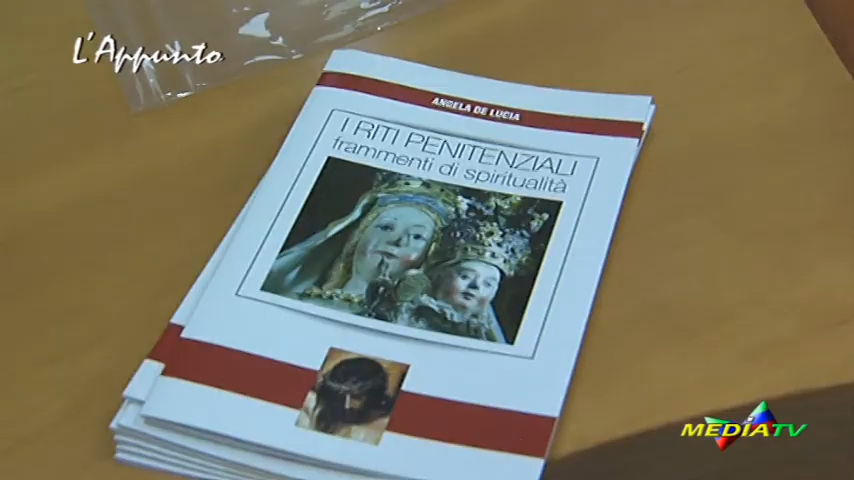 L'Appunto
ANGELA DE LUCIA
I RITI PENITENZIALI
frammenti di spiritualità
MEDIATV